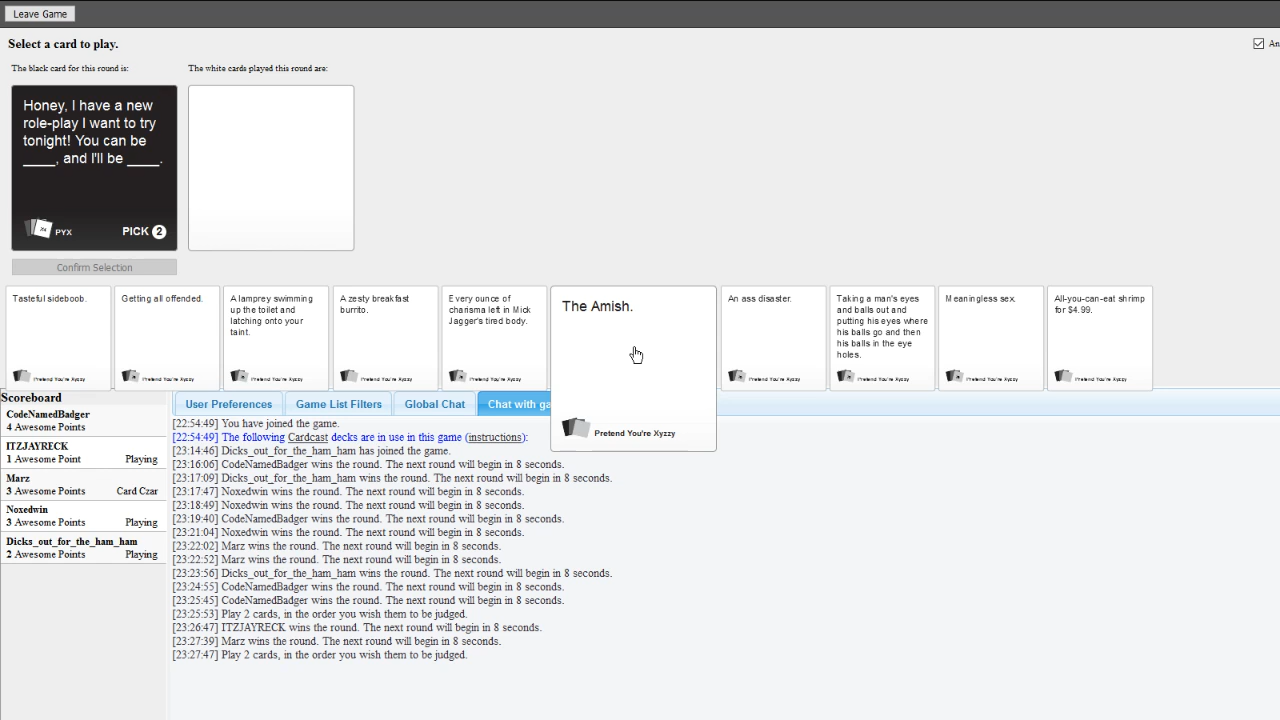 Leave Game
Select a card to play.
An
The black card for this round is:
The white cards played this round are:
Honey, I have a new
role-play I want to try
tonight! You can be
____, and I'll be ____.
PYX
PICK 2
Confirm Selection
Tasteful sideboob.
Pretend You're Xyzzy
Getting all offended.
Pretend You're Xyzzy
A lamprey swimming
up the toilet and
latching onto your
taint.
Pretend You're Xyzzy
A zesty breakfast
burrito.
Pretend You're Xyzzy
Every ounce of
charisma left in Mick
Jagger's tired body.
Pretend You're Xyzzy
The Amish.
Pretend You're Xyzzy
An ass disaster.
Pretend You're Xyzzy
Taking a man's eyes
and balls out and
putting his eyes where
his balls go and then
his balls in the eye
holes.
Pretend You're Xyzzy
Meaningless sex.
Pretend You're Xyzzy
All-you-can-eat shrimp
for $4.99.
Pretend You're Xyzzy
Scoreboard
CodeNamedBadger
4 Awesome Points
ITZJAYRECK
1 Awesome Point Playing
Marz
3 Awesome Points Card Czar
Noxedwin
3 Awesome Points Playing
Dicks_out_for_the_ham_ham
2 Awesome Points Playing
User Preferences
Game List Filters
Global Chat
Chat with ga
[22:54:49] You have joined the game.
[22:54:49] The following Cardcast decks are in use in this game (instructions):
[23:14:46] Dicks_out_for_the_ham_ham has joined the game.
[23:16:06] CodeNamedBadger wins the round. The next round will begin in 8 seconds.
[23:17:09] Dicks_out_for_the_ham_ham wins the round. The next round will begin in 8 seconds.
[23:17:47] Noxedwin wins the round. The next round will begin in 8 seconds.
[23:18:49] Noxedwin wins the round. The next round will begin in 8 seconds.
[23:19:40] CodeNamedBadger wins the round. The next round will begin in 8 seconds.
[23:21:04] Noxedwin wins the round. The next round will begin in 8 seconds.
[23:22:02] Marz wins the round. The next round will begin in 8 seconds.
[23:22:52] Marz wins the round. The next round will begin in 8 seconds.
[23:23:56] Dicks_out_for_the_ham_ham wins the round. The next round will begin in 8 seconds.
[23:24:55] CodeNamedBadger wins the round. The next round will begin in 8 seconds.
[23:25:45] CodeNamedBadger wins the round. The next round will begin in 8 seconds.
[23:25:53] Play 2 cards, in the order you wish them to be judged.
[23:26:47] ITZJAYRECK wins the round. The next round will begin in 8 seconds.
[23:27:39] Marz wins the round. The next round will begin in 8 seconds.
[23:27:47] Play 2 cards, in the order you wish them to be judged.